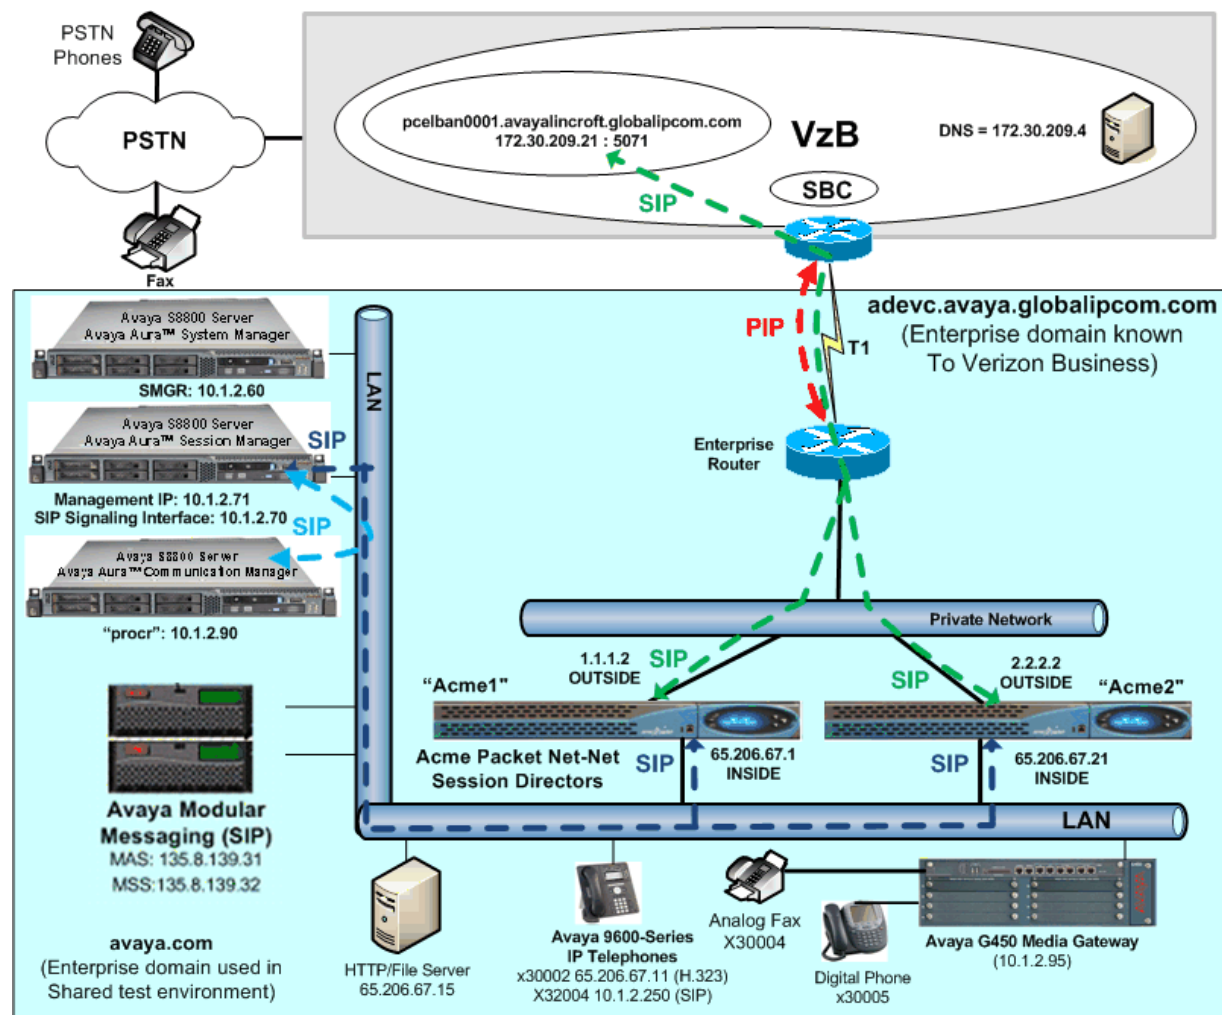 PSTN
Phones
PSTN
Fax
pcelban0001.avayalincroft.globalipcom.com
172.30.209.21 : 5071
VzB
DNS = 172.30.209.4
SIP
SBC
adevc.avaya.globalipcom.com
(Enterprise domain known
To Verizon Business)
PIP
T1
Enterprise
Router
Avaya S8800 Server
Avaya Aura™ System Manager
SMGR: 10.1.2.60
LAN
Avaya S8800 Server
Avaya Aura™ Session Manager
SIP
Management IP: 10.1.2.71
SIP Signaling Interface: 10.1.2.70
SIP
Avaya S8800 Server
Avaya Aura™ Communication Manager
“procr”: 10.1.2.90
Private Network
1.1.1.2
OUTSIDE
SIP
2.2.2.2
OUTSIDE
SIP
“Acme1"
“Acme2"
Acme Packet Net-Net
Session Directors
SIP
65.206.67.1
INSIDE
SIP
65.206.67.21
INSIDE
LAN
Avaya Modular
Messaging (SIP)
MAS: 135.8.139.31
MSS:135.8.139.32
avaya.com
(Enterprise domain used in
Shared test environment)
HTTP/File Server
65.206.67.15
Avaya 9600-Series
IP Telephones
x30002 65.206.67.11 (H.323)
X32004 10.1.2.250 (SIP)
Analog Fax
X30004
Digital Phone
x30005
AVAYA
Avaya G450 Media Gateway
(10.1.2.95)